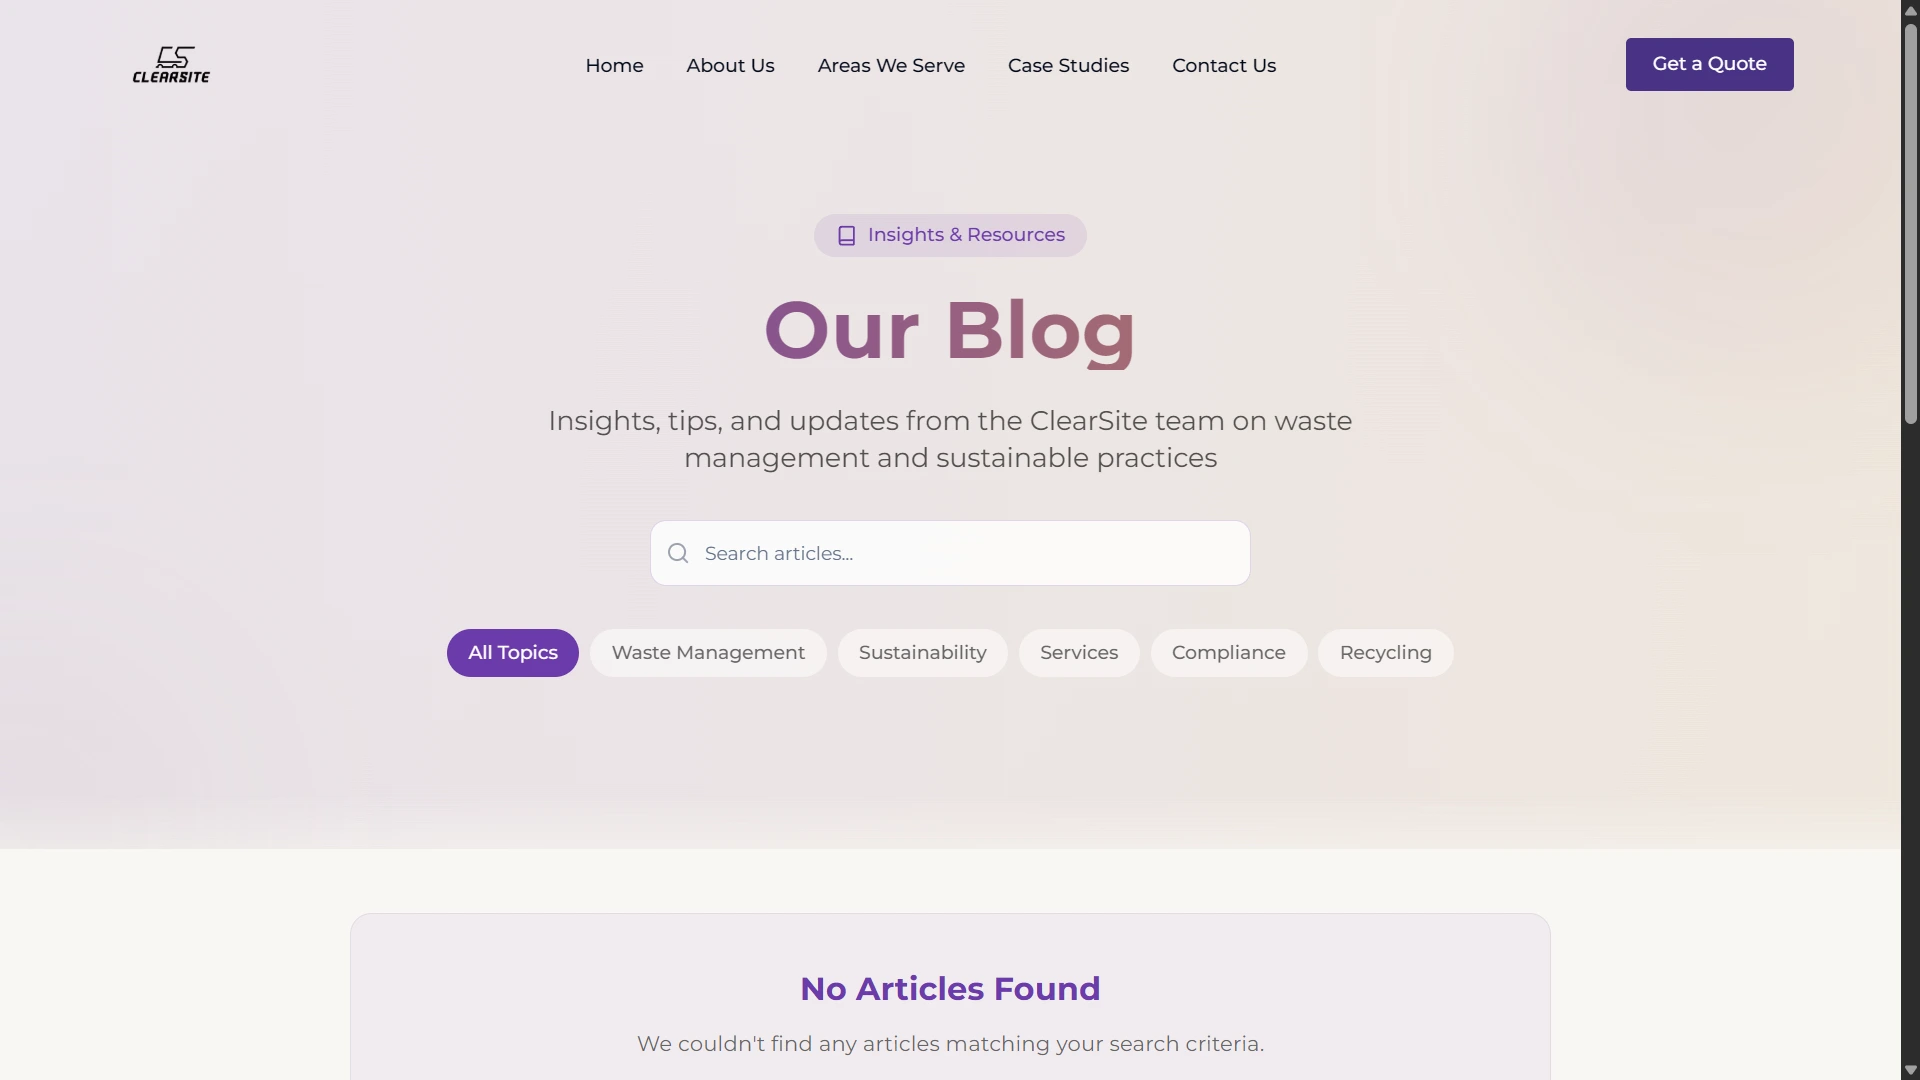 CS
CLEARSITE
Home
About Us
Areas We Serve
Case Studies
Contact Us
Get a Quote
Insights & Resources
Our Blog
Insights, tips, and updates from the ClearSite team on waste
management and sustainable practices
Search articles...
All Topics
Waste Management
Sustainability
Services
Compliance
Recycling
No Articles Found
We couldn't find any articles matching your search criteria.